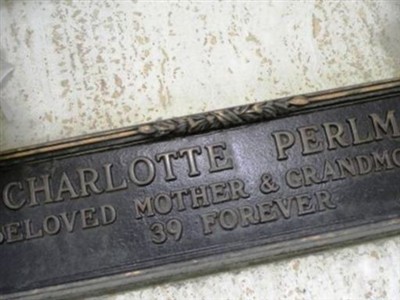 CHARLOTTE PERLM
BELOVED MOTHER & GRANDMO
39 FOREVER